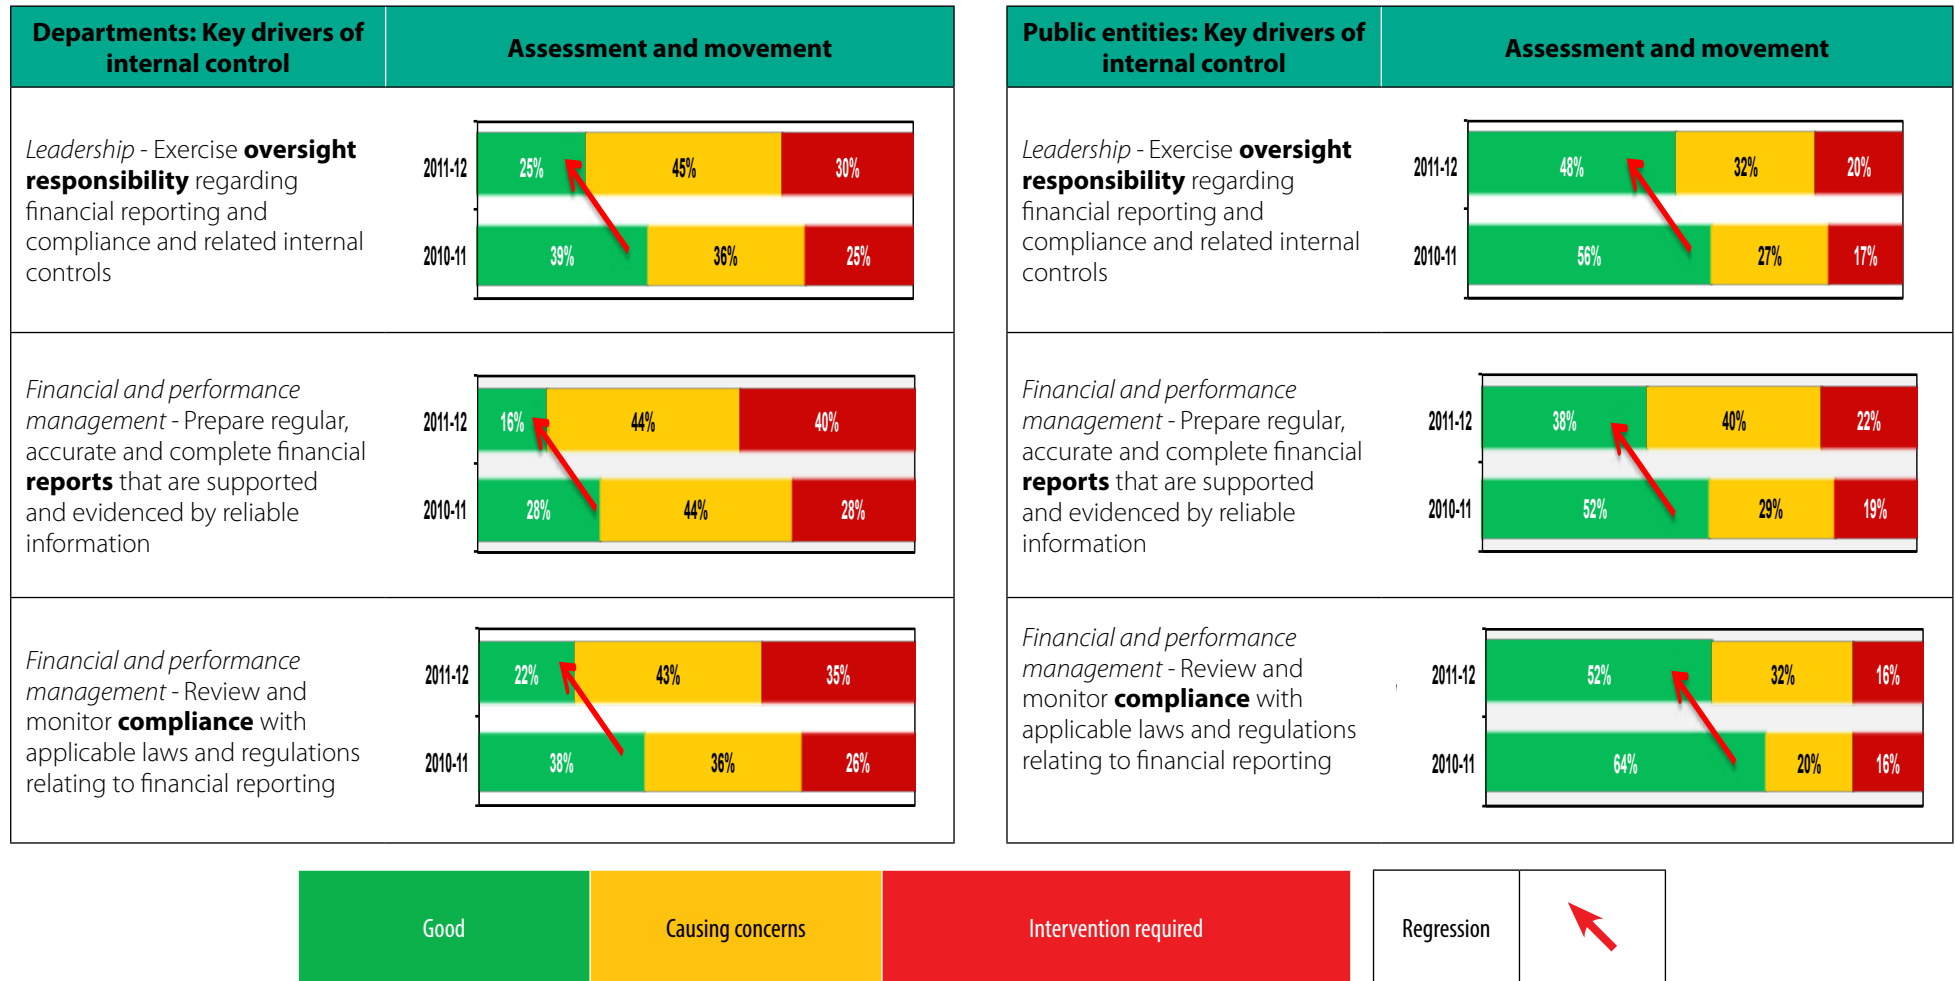 Departments: Key drivers of
internal control
Assessment and movement
Leadership - Exercise oversight
responsibility regarding
financial reporting and
compliance and related internal
controls
2011-12
25%
45%
30%
2010-11
39%
36%
25%
Financial and performance
management - Prepare regular,
accurate and complete financial
reports that are supported
and evidenced by reliable
information
2011-12
16%
44%
40%
2010-11
28%
44%
28%
Financial and performance
management - Review and
monitor compliance with
applicable laws and regulations
relating to financial reporting
2011-12
22%
43%
35%
2010-11
38%
36%
26%
Public entities: Key drivers of
internal control
Assessment and movement
Leadership - Exercise oversight
responsibility regarding
financial reporting and
compliance and related internal
controls
2011-12
48%
32%
20%
2010-11
56%
27%
17%
Financial and performance
management - Prepare regular,
accurate and complete financial
reports that are supported
and evidenced by reliable
information
2011-12
38%
40%
22%
2010-11
52%
29%
19%
Financial and performance
management - Review and
monitor compliance with
applicable laws and regulations
relating to financial reporting
2011-12
52%
32%
16%
2010-11
64%
20%
16%
Good
Causing concerns
Intervention required
Regression